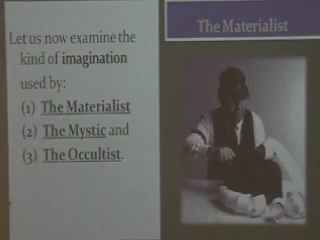 Let us now examine the
kind of imagination
used by:
(1) The Materialist
(2) The Mystic and
(3) The Occultist.
The Materialist